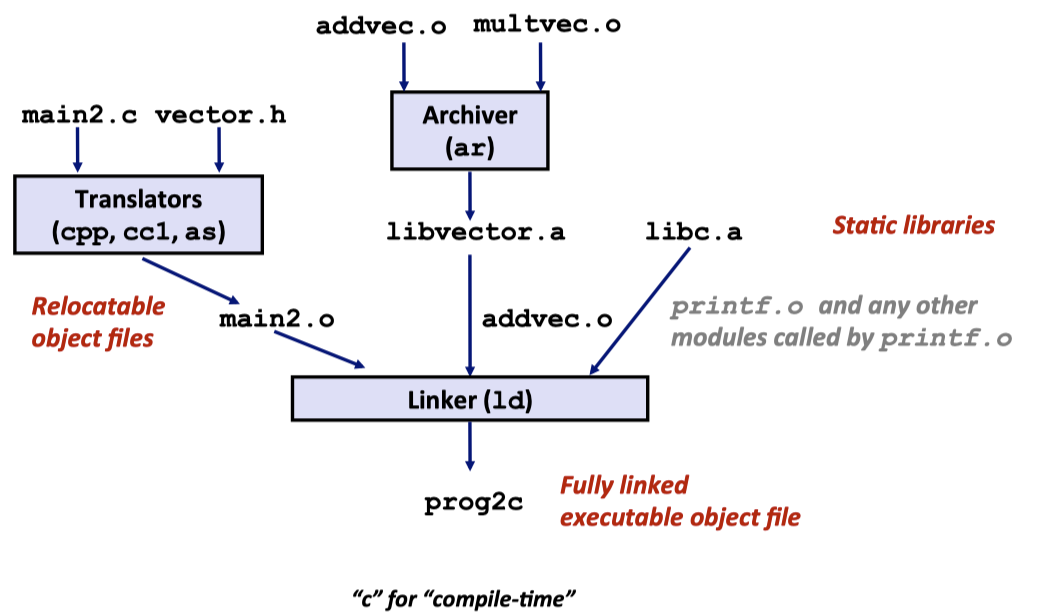 addvec.o multvec.o
main2.c vector.h
Archiver
(ar)
Translators
(cpp, cc1, as)
libvector.a
libc.a
Static libraries
Relocatable
object files
main2.o
addvec.o
printf.o and any other
modules called by printf.o
Linker (ld)
prog2c
Fully linked
executable object file
“c” for “compile-time”